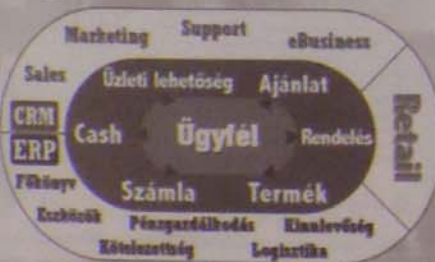 Marketing Support eBusiness
Sales Üzleti lehetőség Ajánlat
CRM Cash Ügyfél Rendelés Retail
ERP
Főkönyv Számla Termék
Eszközök Pénzgazdálkodás Kinnlevőség
Kötelezettség Logisztika